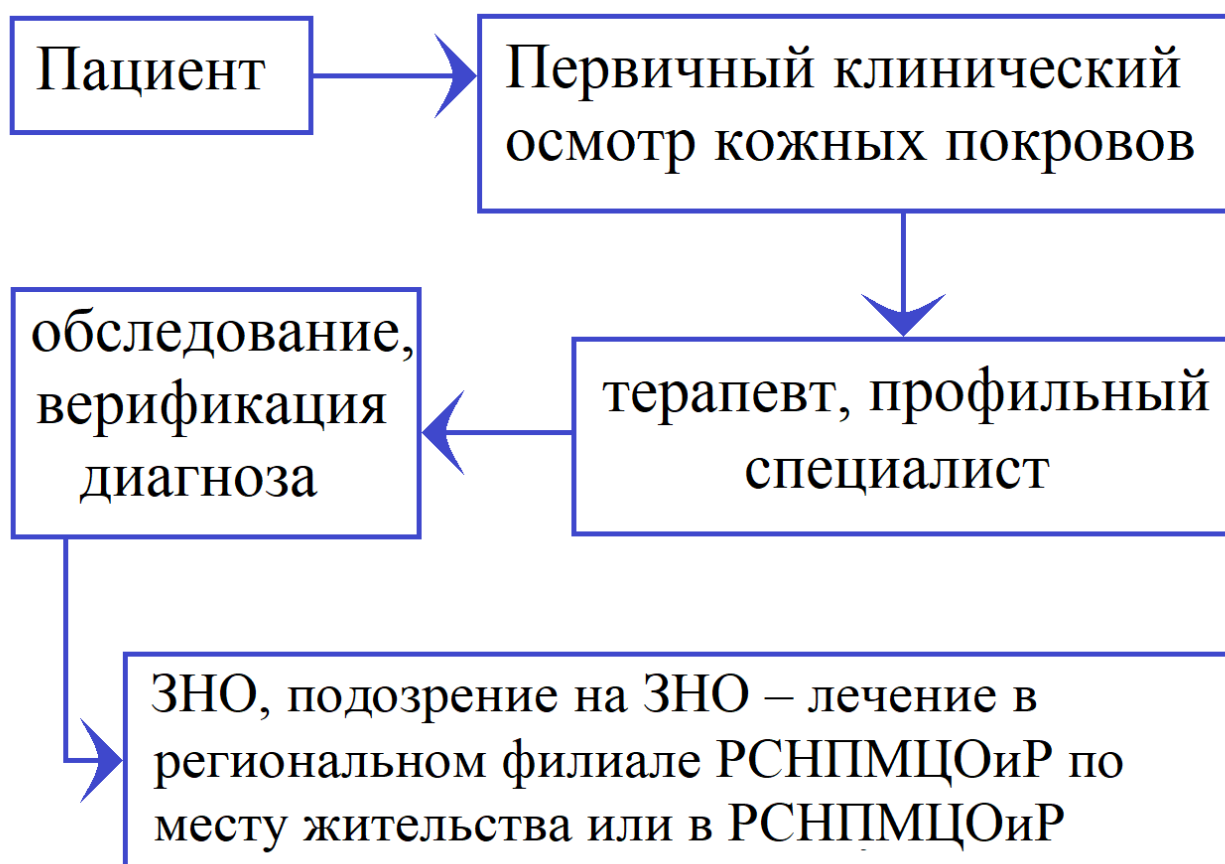 Пациент
Первичный клинический
осмотр кожных покровов
терапевт, профильный
специалист
обследование,
верификация
диагноза
ЗНО, подозрение на ЗНО – лечение в
региональном филиале РСНПМЦОиР по
месту жительства или в РСНПМЦОиР